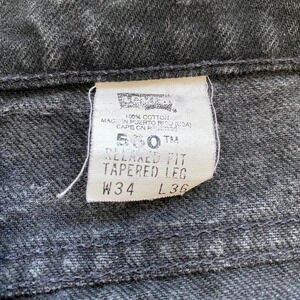 Levi's
100% COTTON
MADE IN PUERTO RICO (USA)
560™
RELAXED FIT
TAPERED LEG
W34 L36